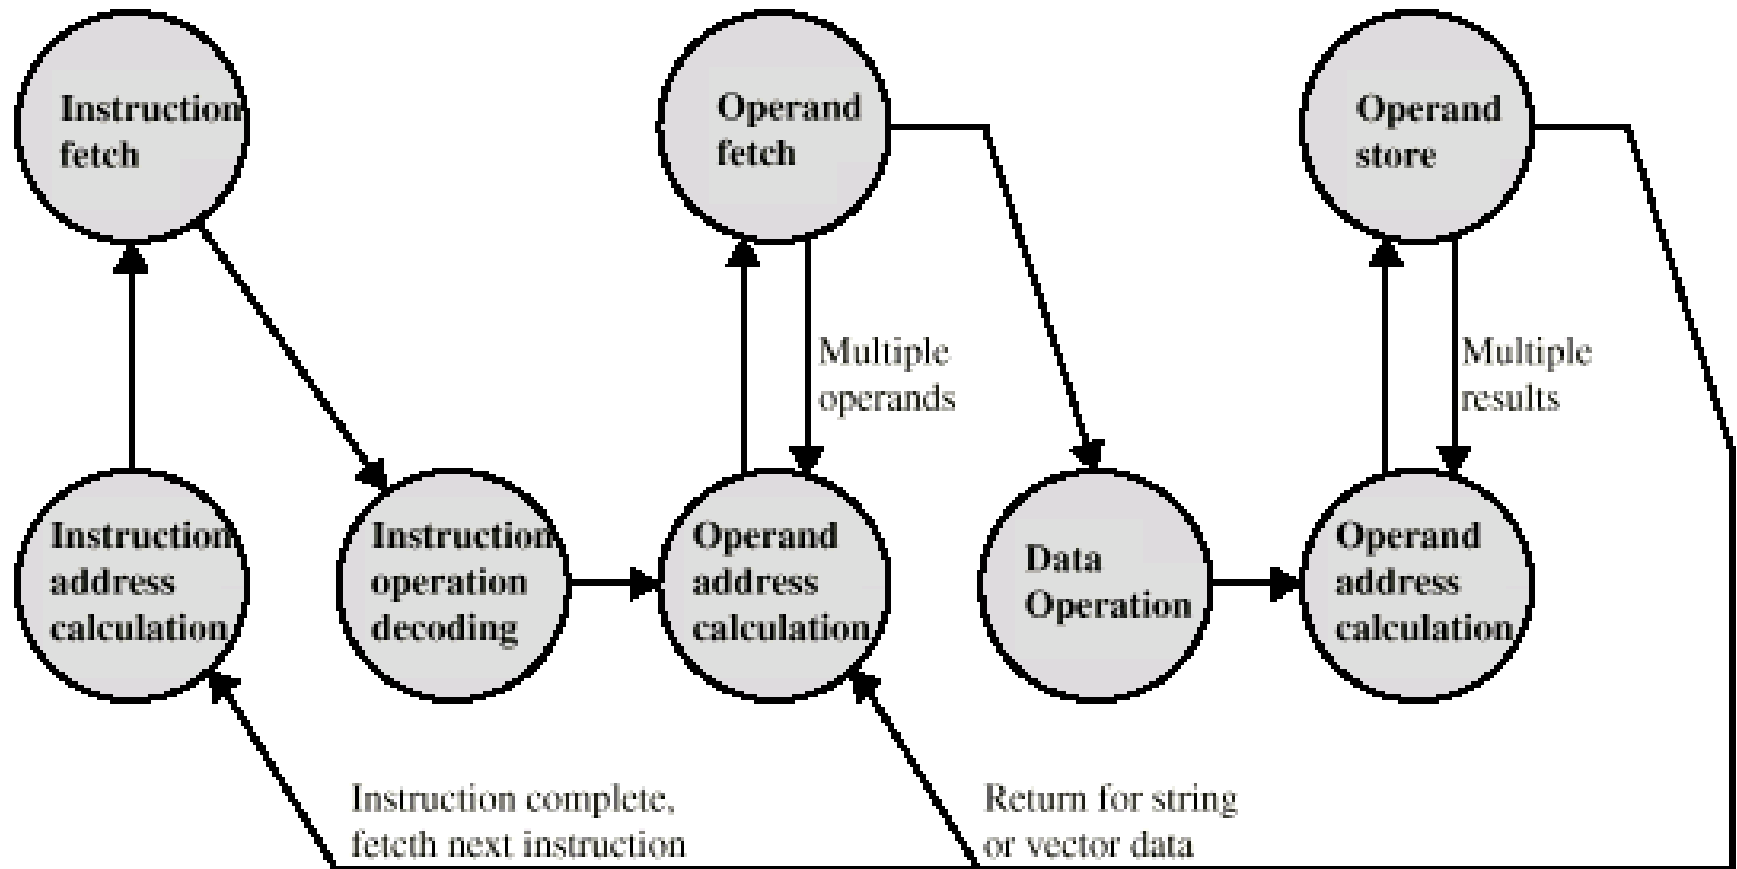 Instruction
fetch
Operand
fetch
Operand
store
Multiple
operands
Multiple
results
Instruction
address
calculation
Instruction
operation
decoding
Operand
address
calculation
Data
Operation
Operand
address
calculation
Instruction complete,
fetcth next instruction
Return for string
or vector data